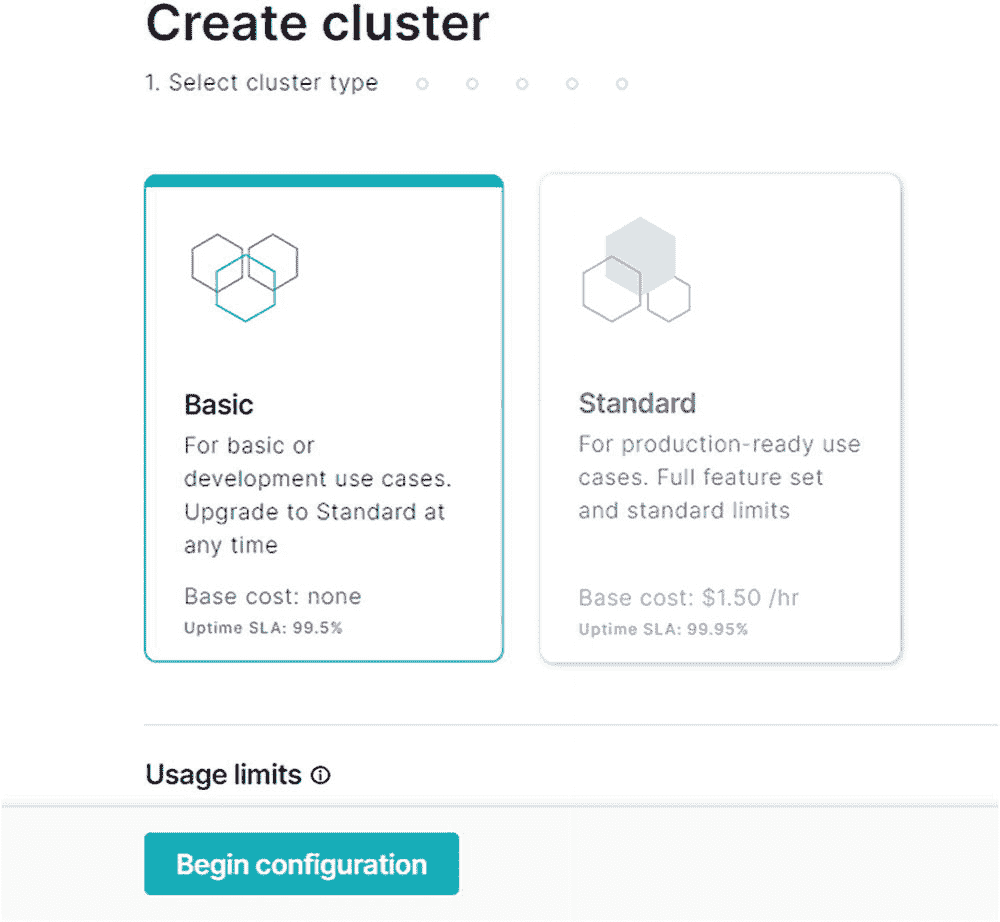 Create cluster
1. Select cluster type
Basic
For basic or
development use cases.
Upgrade to Standard at
any time
Base cost: none
Uptime SLA: 99.5%
Standard
For production-ready use
cases. Full feature set
and standard limits
Base cost: $1.50 /hr
Uptime SLA: 99.95%
Usage limits
Begin configuration